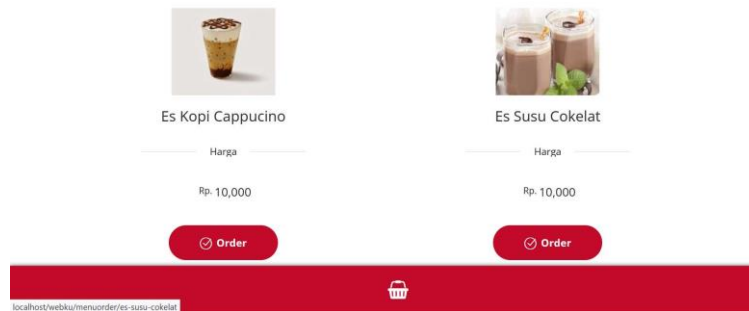 Es Kopi Cappucino
Es Susu Cokelat
Harga
Harga
Rp. 10,000
Rp. 10,000
Order
Order
localhost/webku/menuorder/es-susu-cokelat